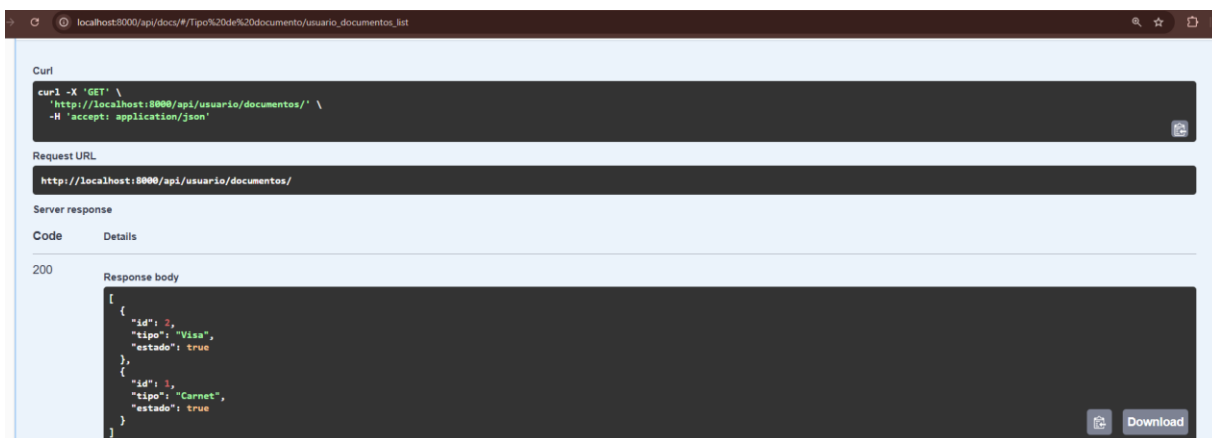 localhost:8000/api/docs/#/Tipo%20de%20documento/usuario_documentos_list
Curl
curl -X 'GET' \
  'http://localhost:8000/api/usuario/documentos/' \
  -H 'accept: application/json'
Request URL
http://localhost:8000/api/usuario/documentos/
Server response
Code Details
200
Response body
[
  {
    "id": 2,
    "tipo": "Visa",
    "estado": true
  },
  {
    "id": 1,
    "tipo": "Carnet",
    "estado": true
  }
]
Download